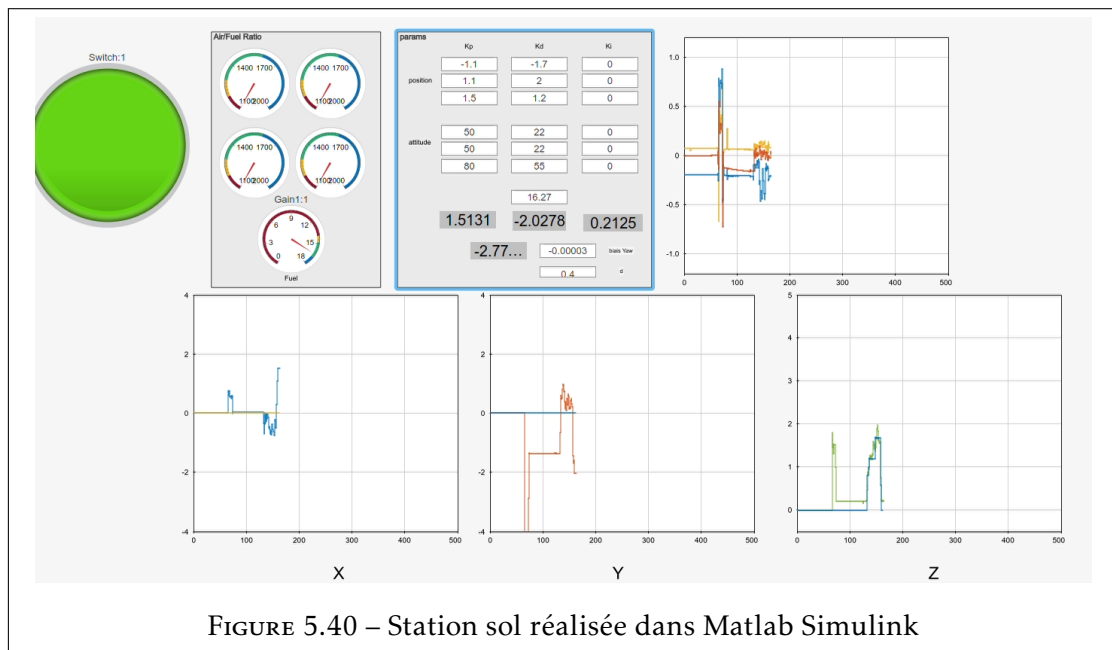 Switch:1
Air/Fuel Ratio
1400 1700
1100 2000
1400 1700
1100 2000
1400 1700
1100 2000
1400 1700
1100 2000
Gain1:1
0 3 6 9 12 15 18
Fuel
params
Kp Kd Ki
position
-1.1 -1.7 0
1.1 2 0
1.5 1.2 0
attitude
50 22 0
50 22 0
80 55 0
16.27
1.5131 -2.0278 0.2125
-2.77... -0.00003 biais Yaw
0.4 d
1.0
0.5
0
-0.5
-1.0
0 100 200 300 400 500
4
2
0
-2
-4
0 100 200 300 400 500
X
4
2
0
-2
-4
0 100 200 300 400 500
Y
5
4
3
2
1
0
0 100 200 300 400 500
Z
Figure 5.40 – Station sol réalisée dans Matlab Simulink